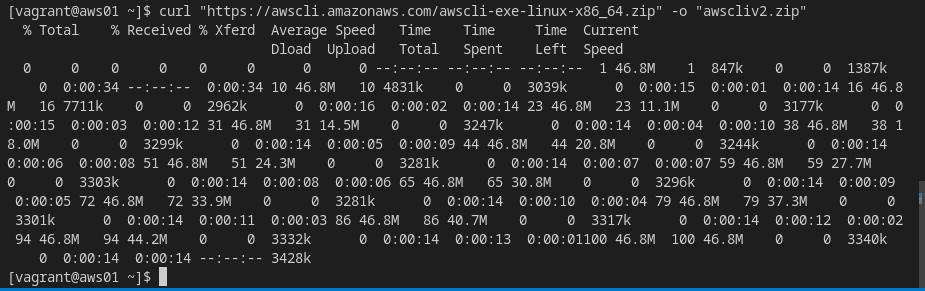 [vagrant@aws01 ~]$ curl "https://awscli.amazonaws.com/awscli-exe-linux-x86_64.zip" -o "awscliv2.zip"
  % Total    % Received % Xferd  Average Speed   Time    Time     Time  Current
                                 Dload  Upload   Total   Spent    Left  Speed
  0     0    0     0    0     0      0      0 --:--:-- --:--:-- --:--:--  1 46.8M    1  847k    0     0  1387k
    0  0:00:34 --:--:--  0:00:34 10 46.8M   10 4831k    0     0  3039k      0  0:00:15  0:00:01  0:00:14 16 46.8
M   16 7711k    0     0  2962k      0  0:00:16  0:00:02  0:00:14 23 46.8M   23 11.1M    0     0  3177k      0  0
:00:15  0:00:03  0:00:12 31 46.8M   31 14.5M    0     0  3247k      0  0:00:14  0:00:04  0:00:10 38 46.8M   38 1
8.0M    0     0  3299k      0  0:00:14  0:00:05  0:00:09 44 46.8M   44 20.8M    0     0  3244k      0  0:00:14
0:00:06  0:00:08 51 46.8M   51 24.3M    0     0  3281k      0  0:00:14  0:00:07  0:00:07 59 46.8M   59 27.7M
0     0  3303k      0  0:00:14  0:00:08  0:00:06 65 46.8M   65 30.8M    0     0  3296k      0  0:00:14  0:00:09
 0:00:05 72 46.8M   72 33.9M    0     0  3281k      0  0:00:14  0:00:10  0:00:04 79 46.8M   79 37.3M    0     0
 3301k      0  0:00:14  0:00:11  0:00:03 86 46.8M   86 40.7M    0     0  3317k      0  0:00:14  0:00:12  0:00:02
 94 46.8M   94 44.2M    0     0  3332k      0  0:00:14  0:00:13  0:00:01100 46.8M  100 46.8M    0     0  3340k
    0  0:00:14  0:00:14 --:--:-- 3428k
[vagrant@aws01 ~]$